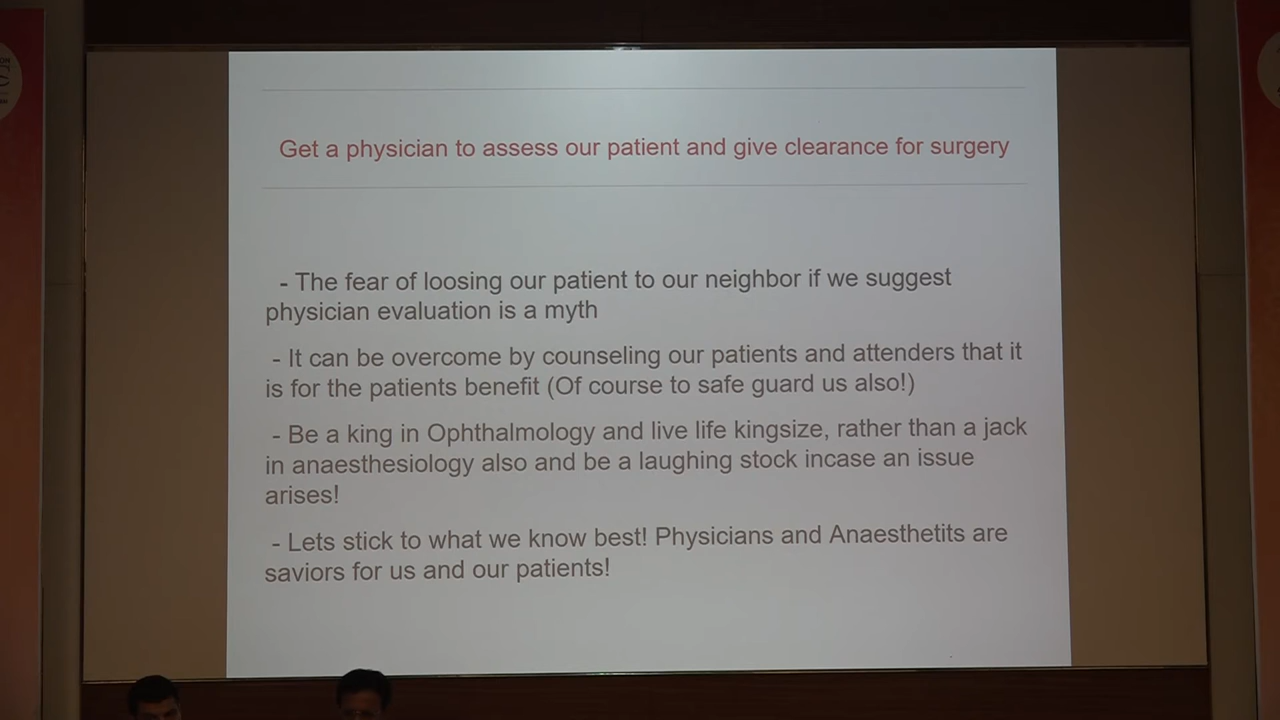 Get a physician to assess our patient and give clearance for surgery
- The fear of loosing our patient to our neighbor if we suggest
physician evaluation is a myth
- It can be overcome by counseling our patients and attenders that it
is for the patients benefit (Of course to safe guard us also!)
- Be a king in Ophthalmology and live life kingsize, rather than a jack
in anaesthesiology also and be a laughing stock incase an issue
arises!
- Lets stick to what we know best! Physicians and Anaesthetits are
saviors for us and our patients!